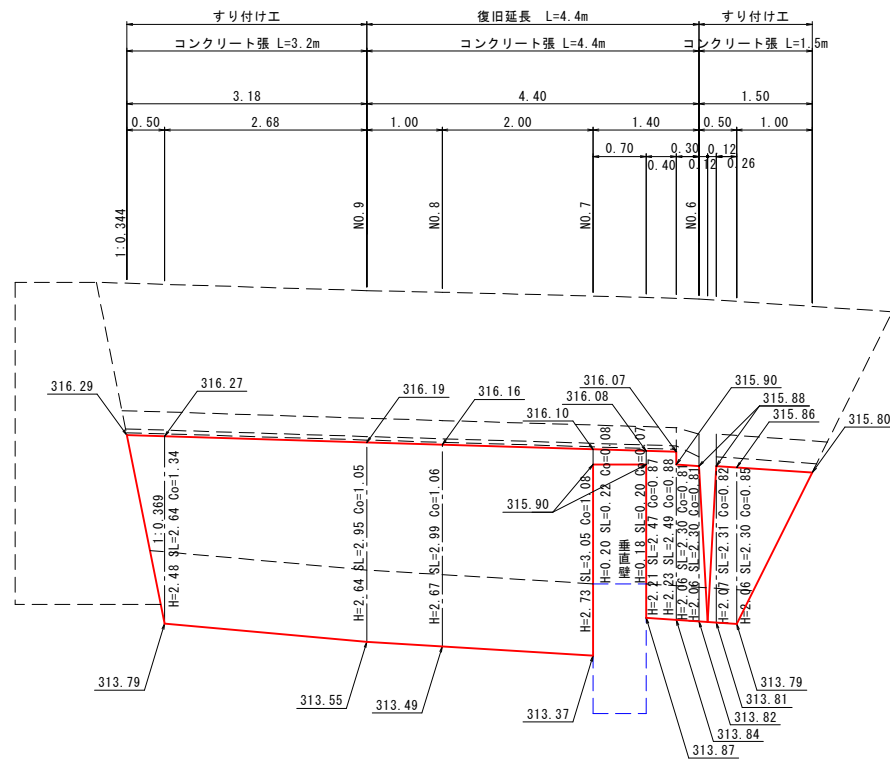 すり付け工
復旧延長 L=4.4m
すり付け工
コンクリート張 L=3.2m
コンクリート張 L=4.4m
コンクリート張 L=1.5m
3.18
4.40
1.50
0.50
2.68
1.00
2.00
1.40
0.50
1.00
0.70
0.30
0.12
0.40
0.12
0.26
1:0.344
NO.9
NO.8
NO.7
NO.6
316.29
316.27
316.19
316.16
316.10
316.07
316.08
315.90
315.88
315.86
315.80
315.90
1:0.369
H=2.48 SL=2.64 Co=1.34
H=2.64 SL=2.95 Co=1.05
H=2.67 SL=2.99 Co=1.06
H=2.73 SL=3.05 Co=1.08
H=0.20 SL=0.22 Co=0.08
垂直壁
H=0.18 SL=0.20 Co=0.07
H=2.21 SL=2.47 Co=0.87
H=2.23 SL=2.49 Co=0.88
H=2.06 SL=2.30 Co=0.81
H=2.06 SL=2.30 Co=0.81
H=2.07 SL=2.31 Co=0.82
H=2.06 SL=2.30 Co=0.85
313.79
313.55
313.49
313.37
313.87
313.84
313.82
313.81
313.79